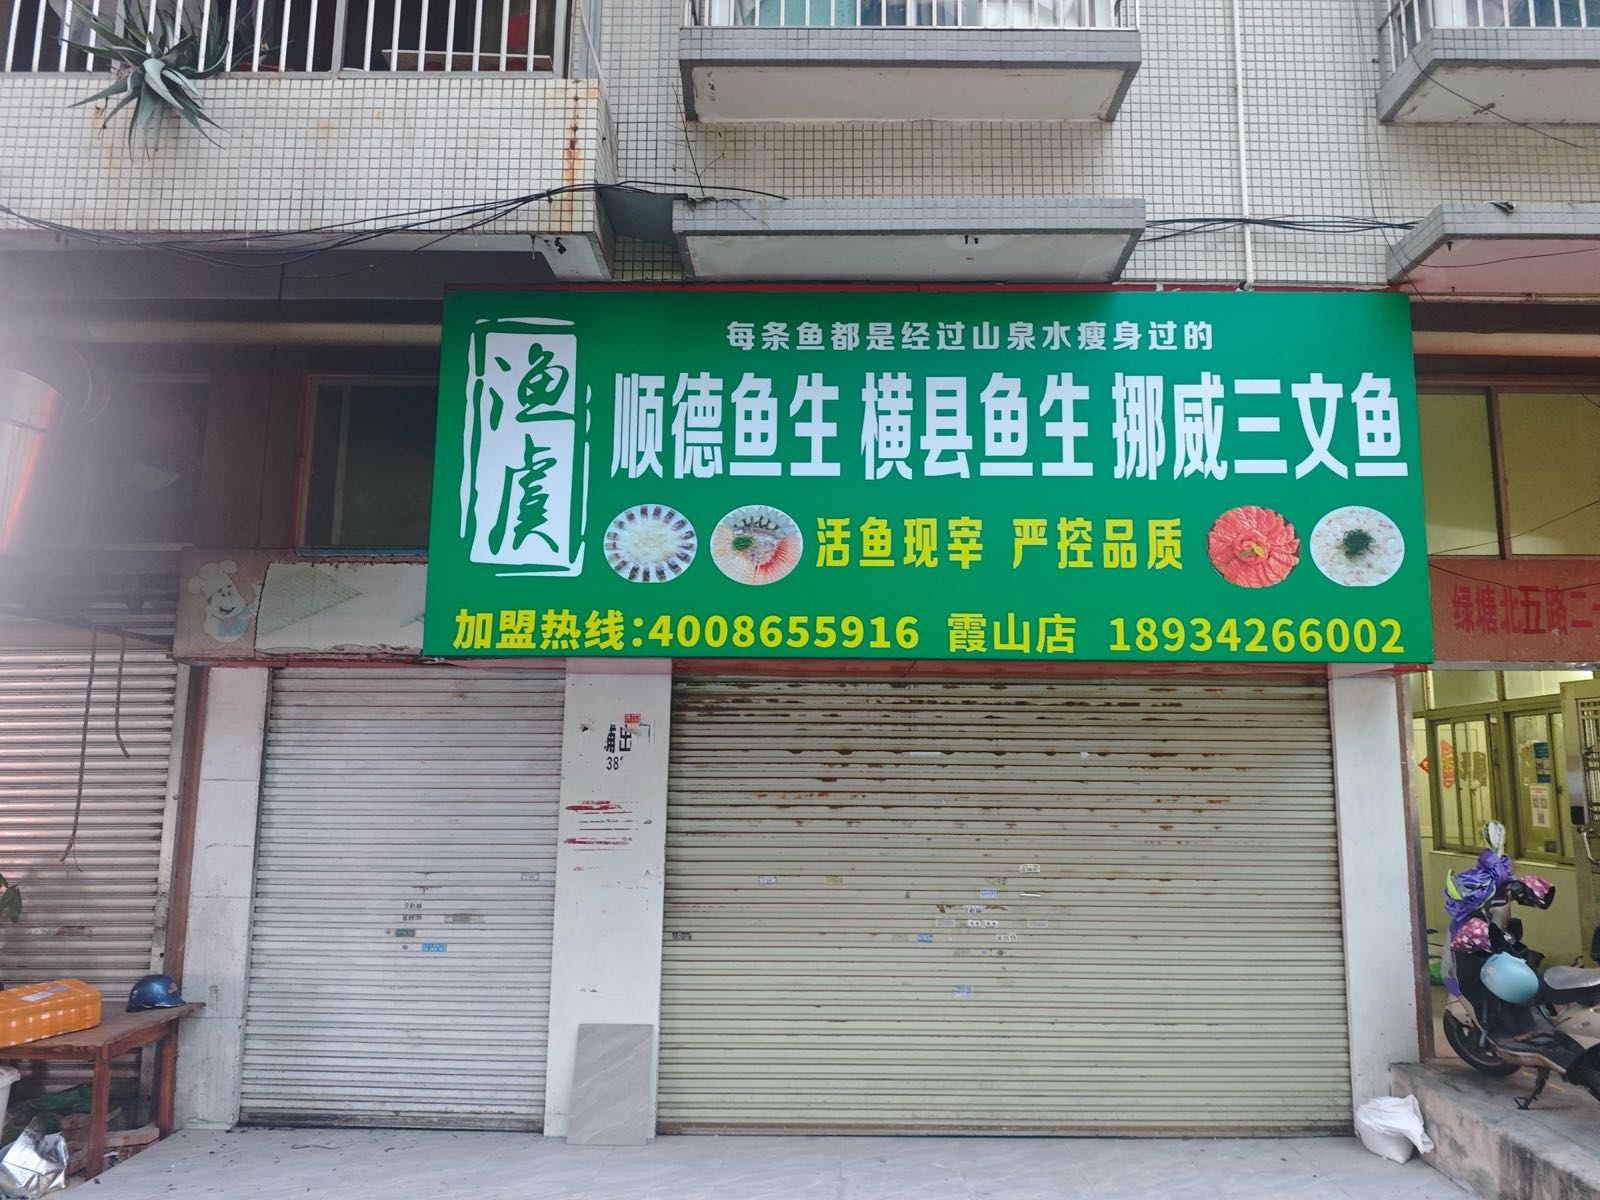 渔虞
每条鱼都是经过山泉水瘦身过的
顺德鱼生 横县鱼生 挪威三文鱼
活鱼现宰 严控品质
加盟热线:4008655916 霞山店 18934266002
绿塘北五路二